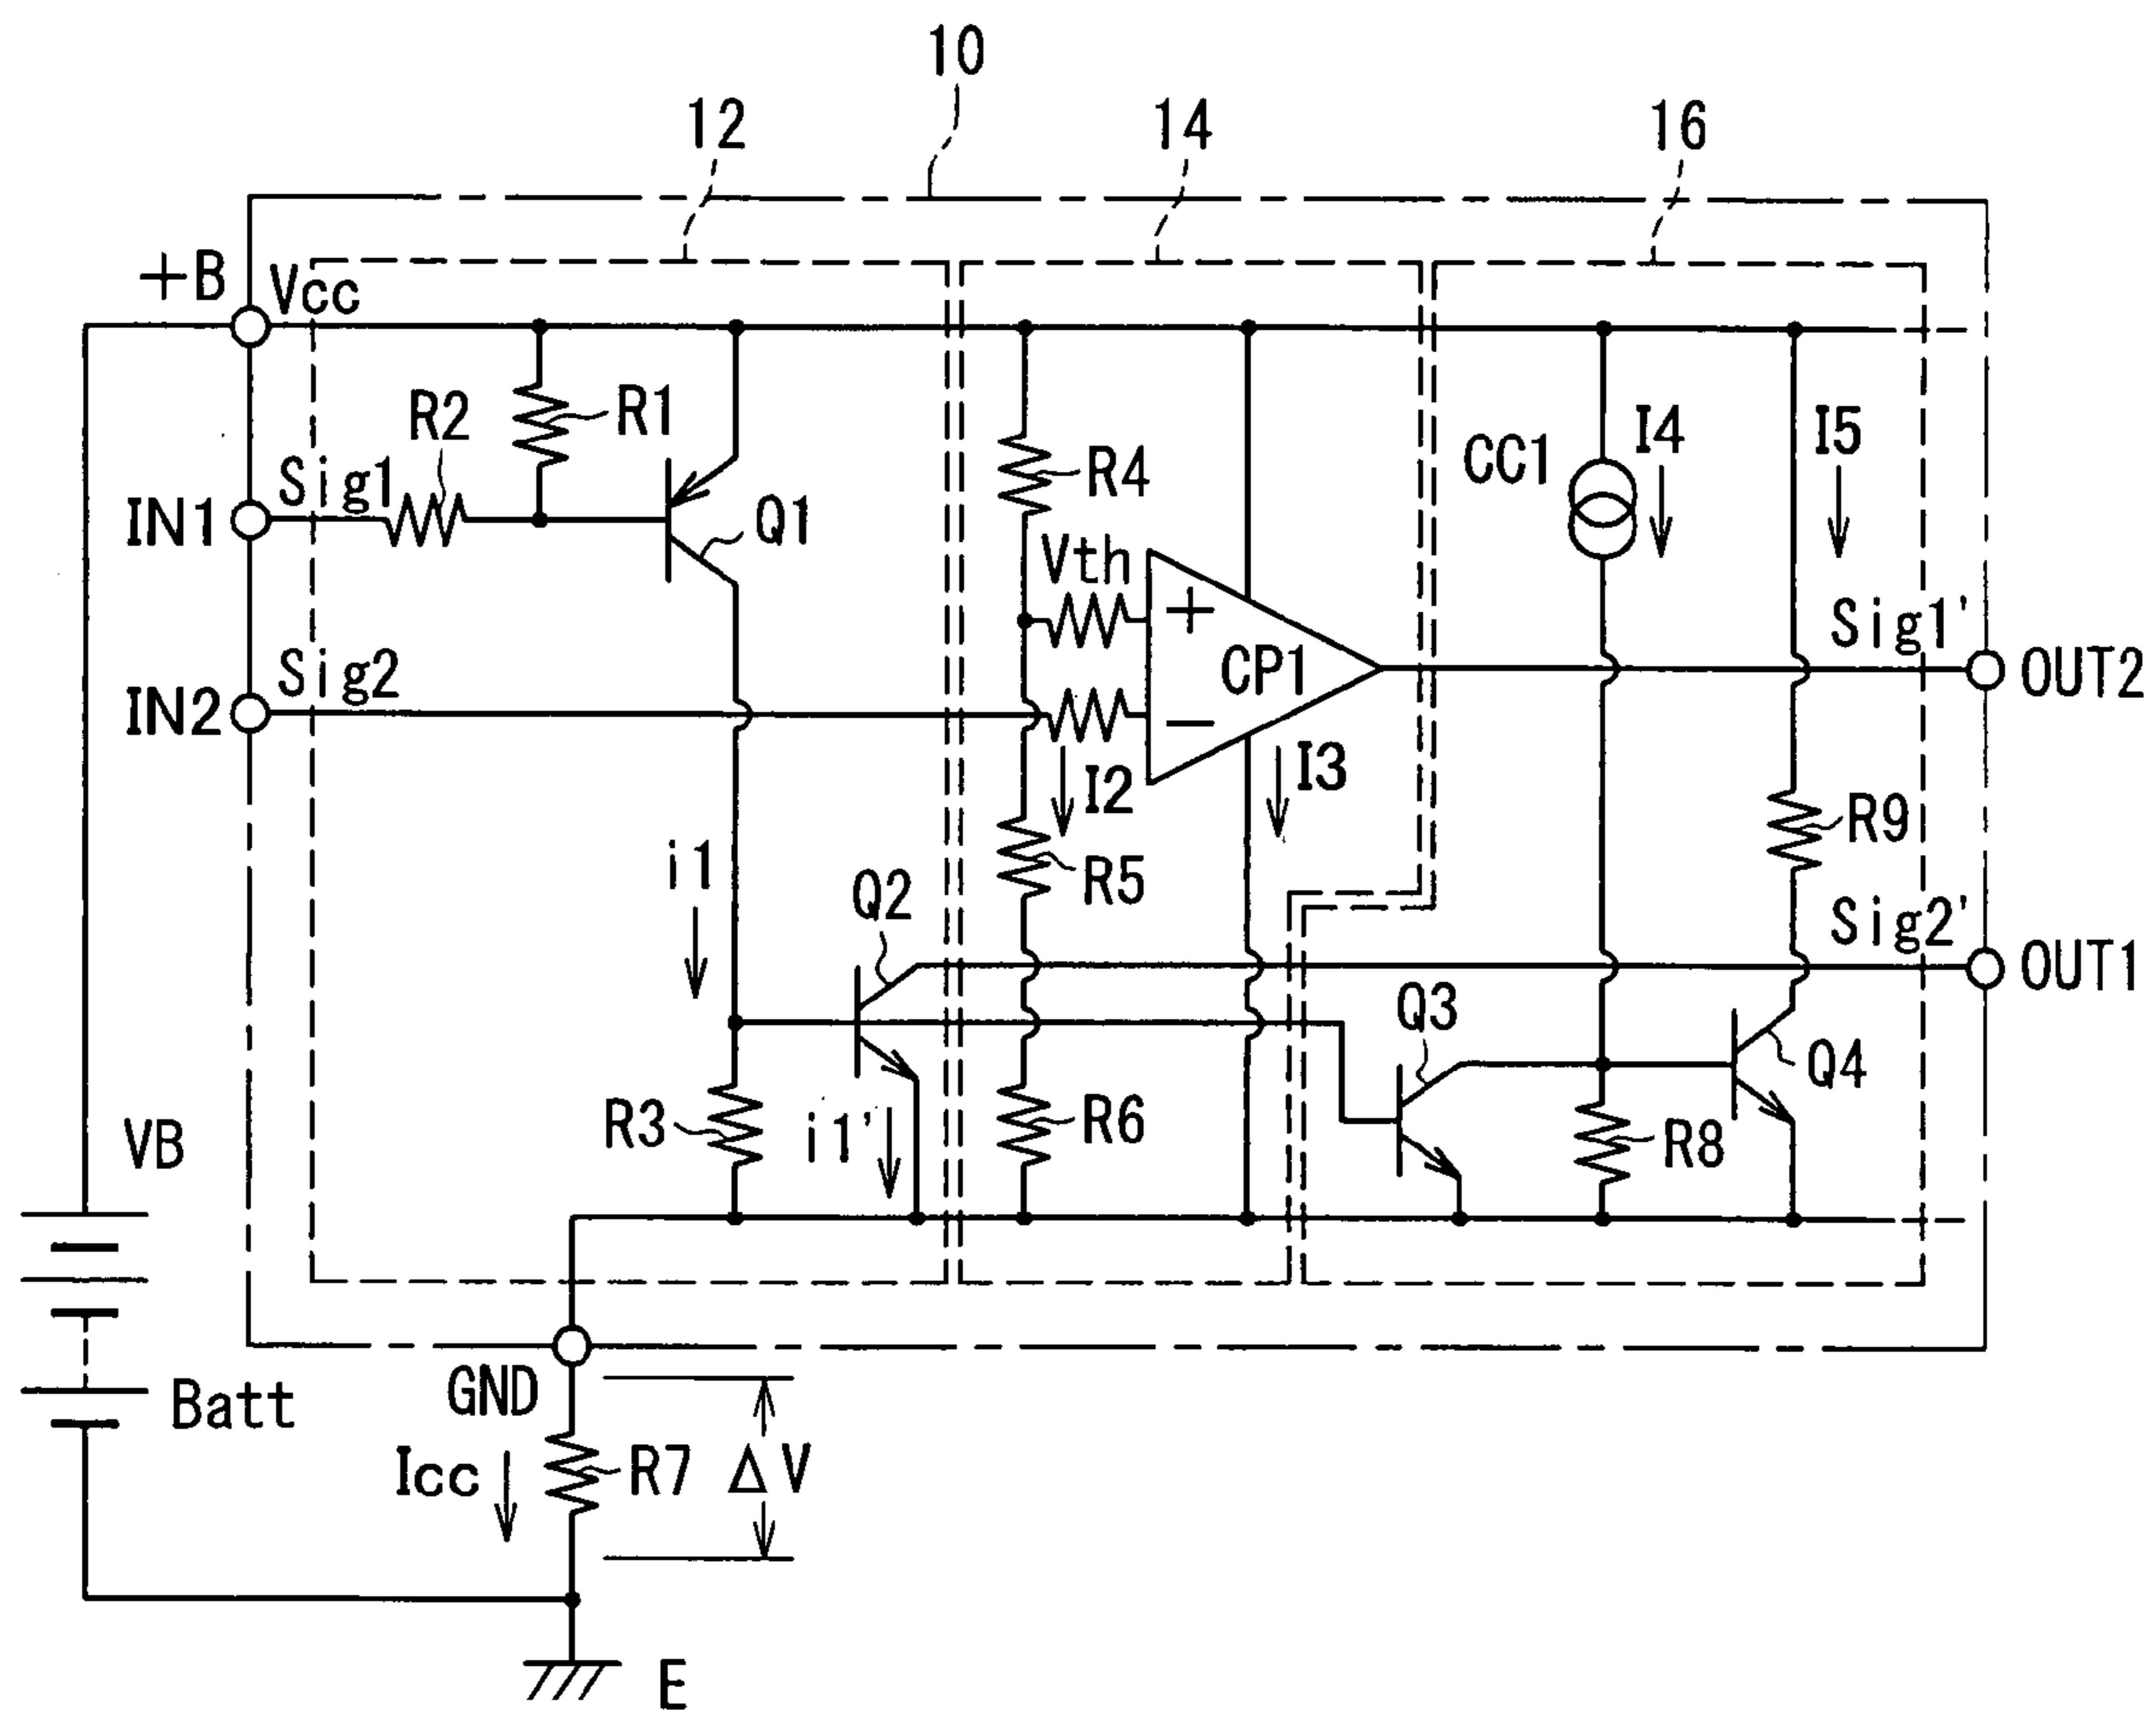 10
12
14
16
+B
Vcc
R2
R1
R4
CC1
I4
I5
Sig1
IN1
Q1
Vth
+
CP1
Sig1'
OUT2
Sig2
IN2
−
I2
I3
R5
R9
i1
Q2
Sig2'
OUT1
Q3
Q4
R3
i1'
R6
R8
VB
Batt
GND
Icc
R7
ΔV
E